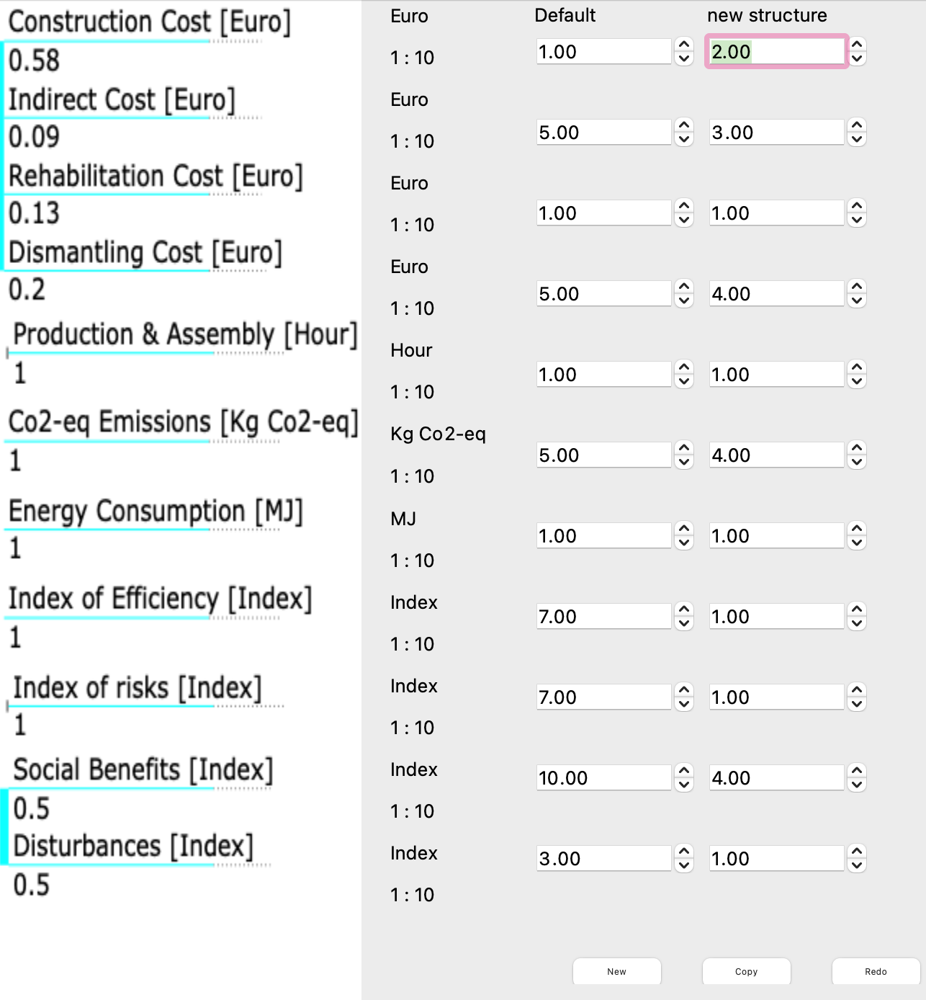 Construction Cost [Euro]
0.58
Indirect Cost [Euro]
0.09
Rehabilitation Cost [Euro]
0.13
Dismantling Cost [Euro]
0.2
Production & Assembly [Hour]
1
Co2-eq Emissions [Kg Co2-eq]
1
Energy Consumption [MJ]
1
Index of Efficiency [Index]
1
Index of risks [Index]
1
Social Benefits [Index]
0.5
Disturbances [Index]
0.5
Euro Default new structure
1 : 10 1.00 2.00
Euro
1 : 10 5.00 3.00
Euro
1 : 10 1.00 1.00
Euro
1 : 10 5.00 4.00
Hour
1 : 10 1.00 1.00
Kg Co2-eq
1 : 10 5.00 4.00
MJ
1 : 10 1.00 1.00
Index
1 : 10 7.00 1.00
Index
1 : 10 7.00 1.00
Index
1 : 10 10.00 4.00
Index
1 : 10 3.00 1.00
New Copy Redo